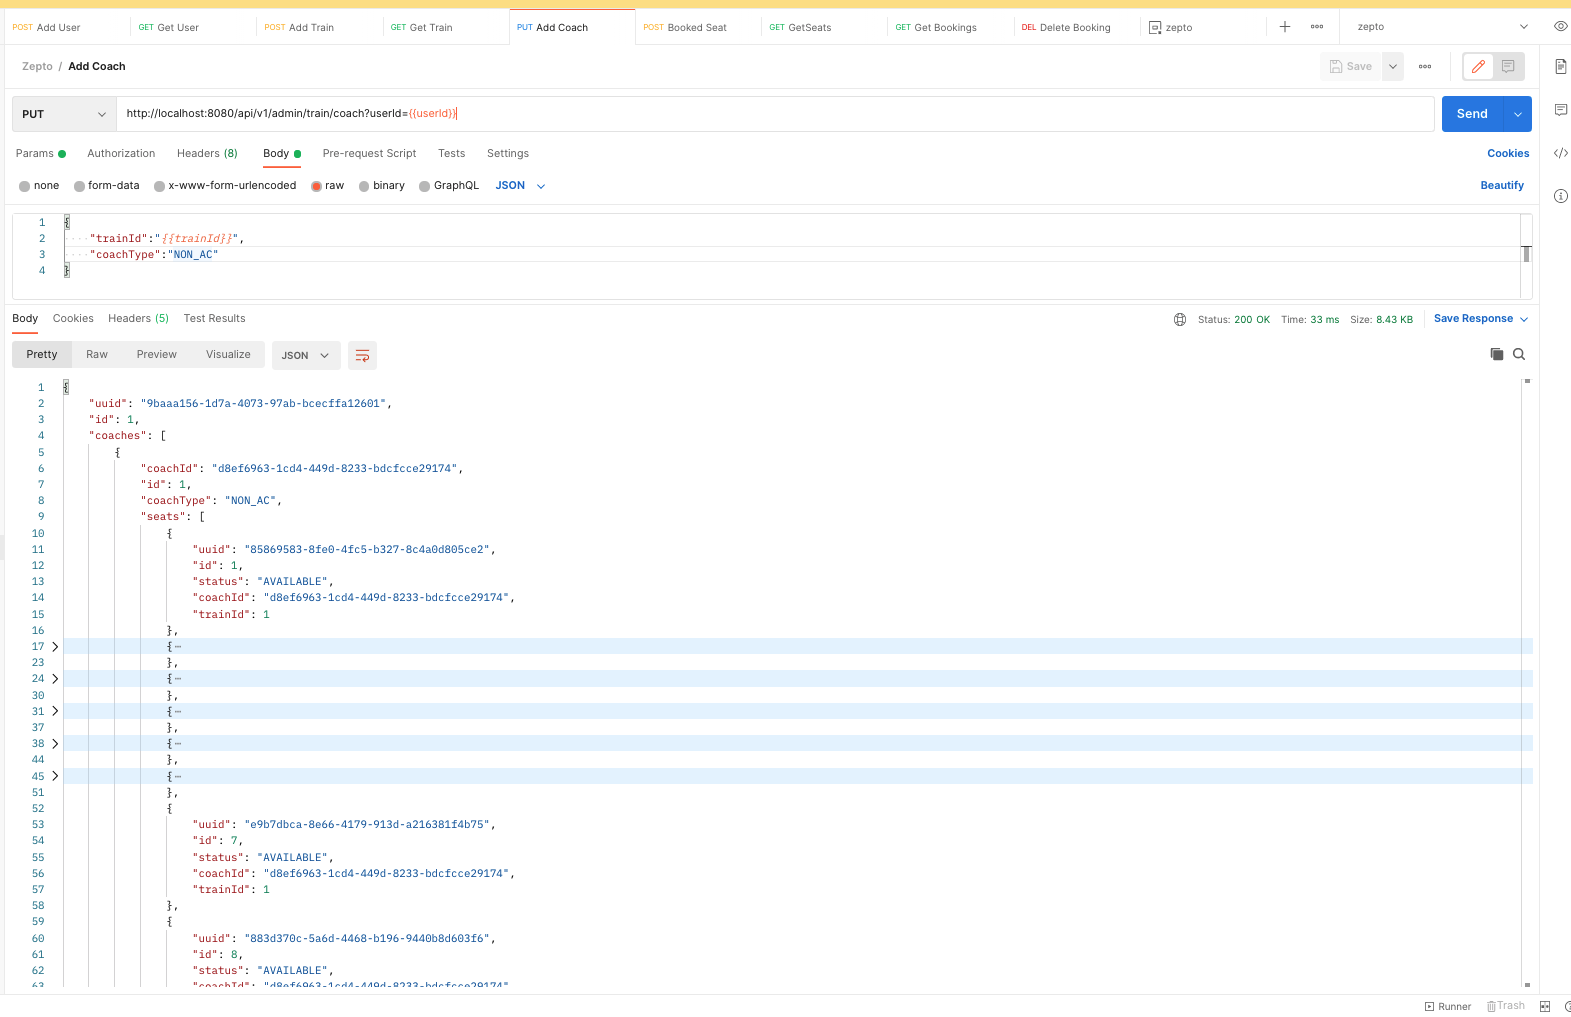 POST Add User GET Get User POST Add Train GET Get Train PUT Add Coach POST Booked Seat GET GetSeats GET Get Bookings DEL Delete Booking zepto zepto
Zepto / Add Coach Save
PUT http://localhost:8080/api/v1/admin/train/coach?userId={{userId}} Send
Params Authorization Headers (8) Body Pre-request Script Tests Settings Cookies
none form-data x-www-form-urlencoded raw binary GraphQL JSON Beautify
1 {
2 "trainId":"{{trainId}}",
3 "coachType":"NON_AC"
4 }
Body Cookies Headers (5) Test Results Status: 200 OK Time: 33 ms Size: 8.43 KB Save Response
Pretty Raw Preview Visualize JSON
1 {
2 "uuid": "9baaa156-1d7a-4073-97ab-bcecffa12601",
3 "id": 1,
4 "coaches": [
5 {
6 "coachId": "d8ef6963-1cd4-449d-8233-bdcfcce29174",
7 "id": 1,
8 "coachType": "NON_AC",
9 "seats": [
10 {
11 "uuid": "85869583-8fe0-4fc5-b327-8c4a0d805ce2",
12 "id": 1,
13 "status": "AVAILABLE",
14 "coachId": "d8ef6963-1cd4-449d-8233-bdcfcce29174",
15 "trainId": 1
16 },
17 {…
23 },
24 {…
30 },
31 {…
37 },
38 {…
44 },
45 {…
51 },
52 {
53 "uuid": "e9b7dbca-8e66-4179-913d-a216381f4b75",
54 "id": 7,
55 "status": "AVAILABLE",
56 "coachId": "d8ef6963-1cd4-449d-8233-bdcfcce29174",
57 "trainId": 1
58 },
59 {
60 "uuid": "883d370c-5a6d-4468-b196-9440b8d603f6",
61 "id": 8,
62 "status": "AVAILABLE",
63 "coachId": "d8ef6963-1cd4-449d-8233-bdcfcce29174"
Runner Trash